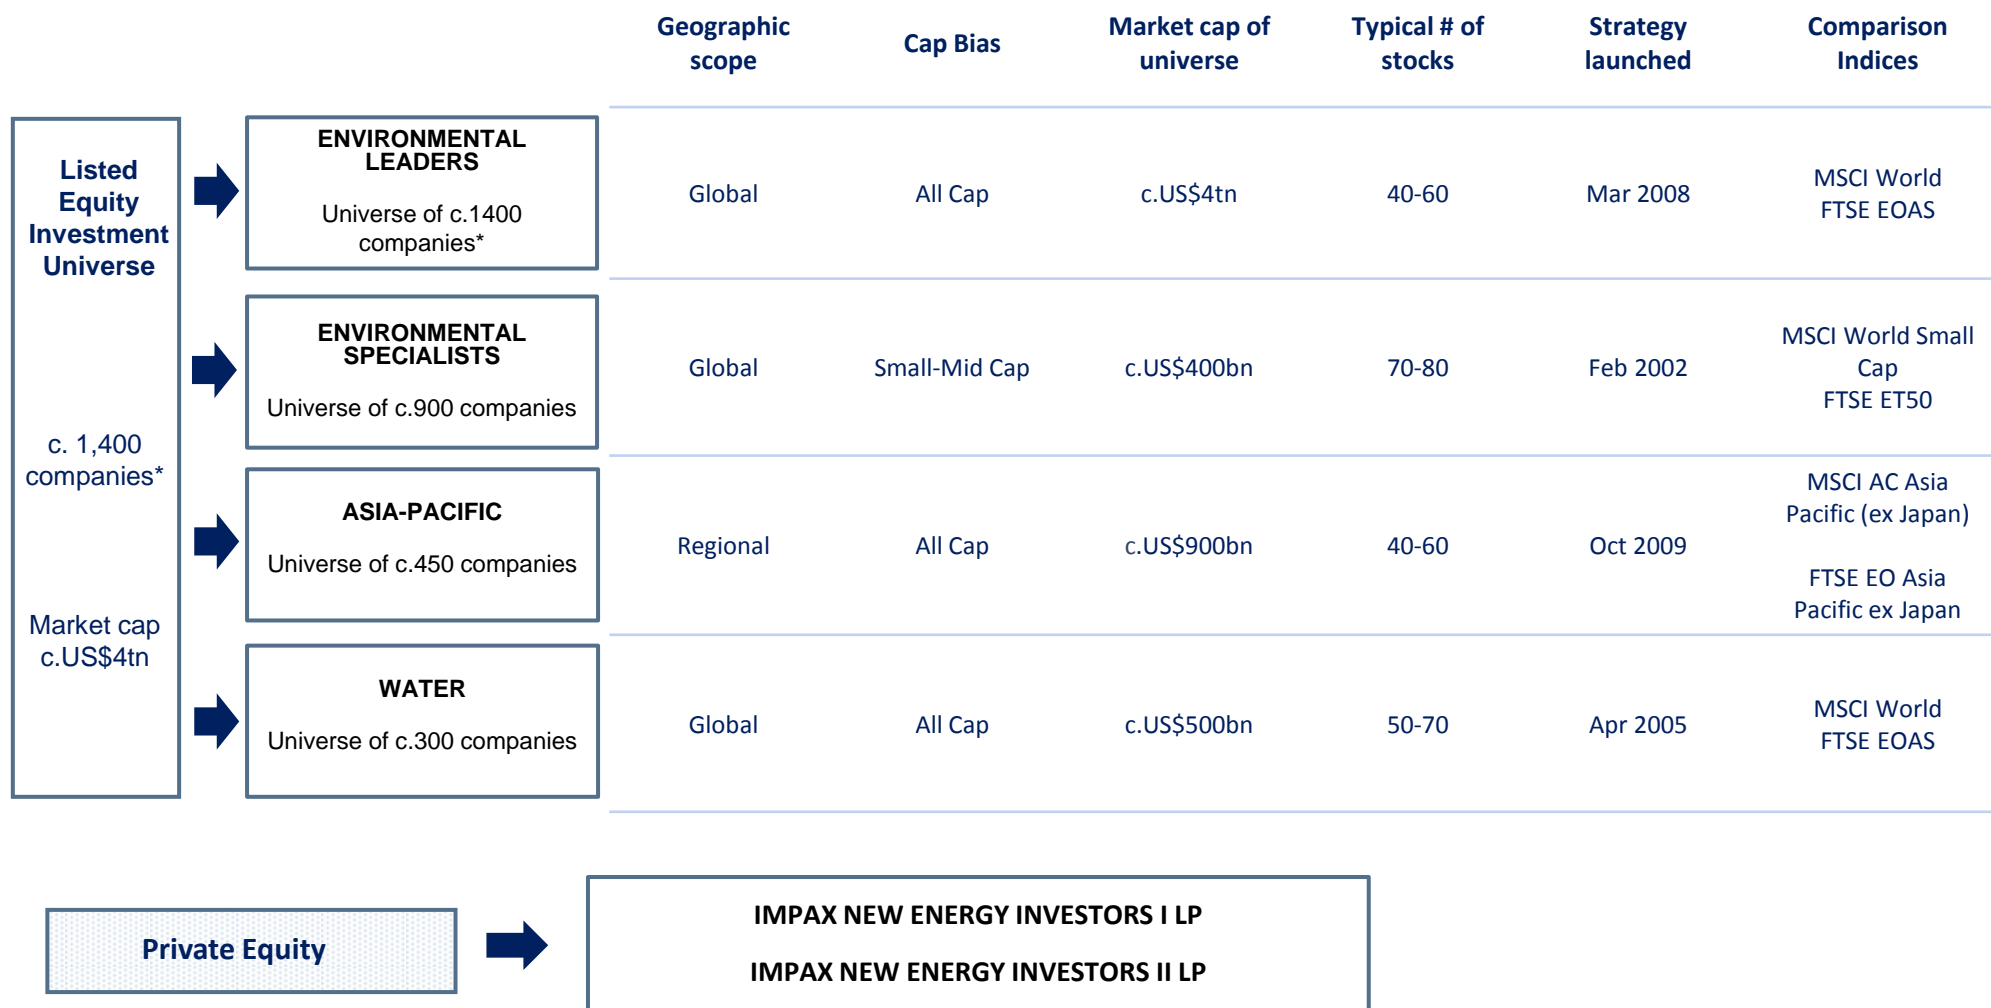 Geographic
scope
Cap Bias
Market cap of
universe
Typical # of
stocks
Strategy
launched
Comparison
Indices
Listed
Equity
Investment
Universe
c. 1,400
companies*
Market cap
c.US$4tn
ENVIRONMENTAL
LEADERS
Universe of c.1400
companies*
Global
All Cap
c.US$4tn
40-60
Mar 2008
MSCI World
FTSE EOAS
ENVIRONMENTAL
SPECIALISTS
Universe of c.900 companies
Global
Small-Mid Cap
c.US$400bn
70-80
Feb 2002
MSCI World Small
Cap
FTSE ET50
ASIA-PACIFIC
Universe of c.450 companies
Regional
All Cap
c.US$900bn
40-60
Oct 2009
MSCI AC Asia
Pacific (ex Japan)
FTSE EO Asia
Pacific ex Japan
WATER
Universe of c.300 companies
Global
All Cap
c.US$500bn
50-70
Apr 2005
MSCI World
FTSE EOAS
Private Equity
IMPAX NEW ENERGY INVESTORS I LP
IMPAX NEW ENERGY INVESTORS II LP